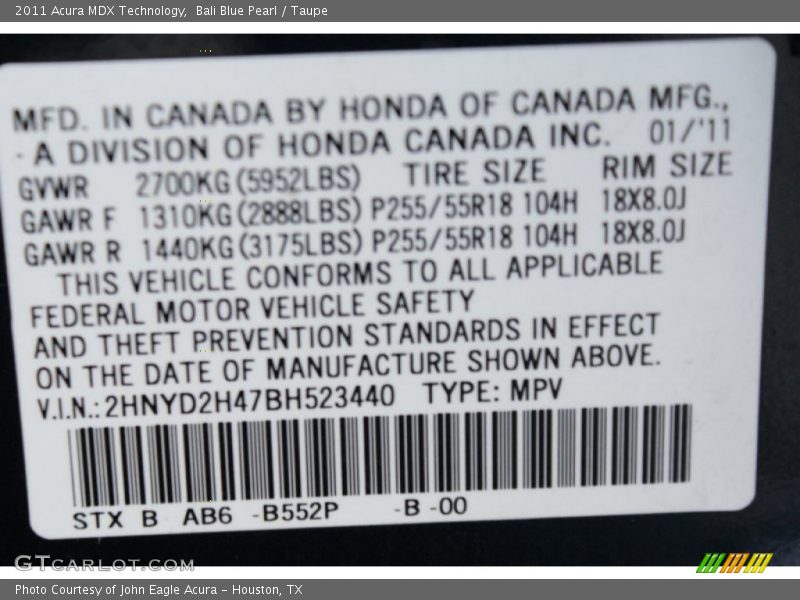 2011 Acura MDX Technology,  Bali Blue Pearl / Taupe
MFD. IN CANADA BY HONDA OF CANADA MFG.,
A DIVISION OF HONDA CANADA INC. 01/'11
GVWR 2700KG(5952LBS) TIRE SIZE RIM SIZE
GAWR F 1310KG(2888LBS) P255/55R18 104H 18X8.0J
GAWR R 1440KG(3175LBS) P255/55R18 104H 18X8.0J
THIS VEHICLE CONFORMS TO ALL APPLICABLE
FEDERAL MOTOR VEHICLE SAFETY
AND THEFT PREVENTION STANDARDS IN EFFECT
ON THE DATE OF MANUFACTURE SHOWN ABOVE.
V.I.N.:2HNYD2H47BH523440 TYPE: MPV
STX B AB6 -B552P -B -00
GTCARLOT.COM
Photo Courtesy of John Eagle Acura - Houston, TX